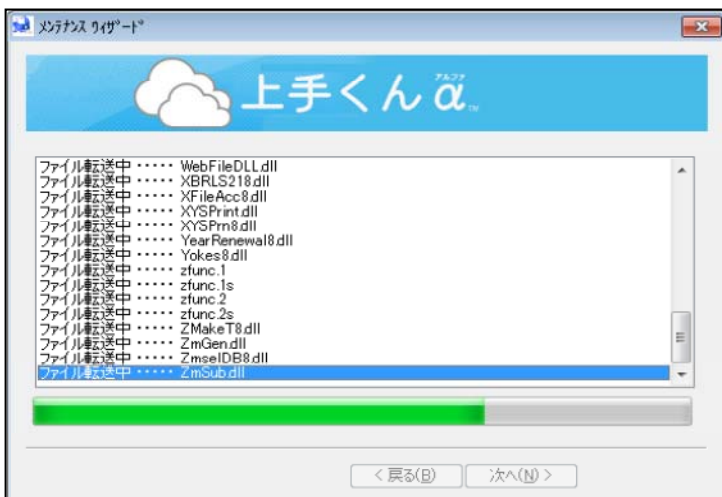 メンテナンス ウィザード
アルファ
上手くんα™
ファイル転送中 ・・・・・ WebFileDLL.dll
ファイル転送中 ・・・・・ XBRLS218.dll
ファイル転送中 ・・・・・ XFileAcc8.dll
ファイル転送中 ・・・・・ XYSPrint.dll
ファイル転送中 ・・・・・ XYSPrn8.dll
ファイル転送中 ・・・・・ YearRenewal8.dll
ファイル転送中 ・・・・・ Yokes8.dll
ファイル転送中 ・・・・・ zfunc.1
ファイル転送中 ・・・・・ zfunc.1s
ファイル転送中 ・・・・・ zfunc.2
ファイル転送中 ・・・・・ zfunc.2s
ファイル転送中 ・・・・・ ZMakeT8.dll
ファイル転送中 ・・・・・ ZmGen.dll
ファイル転送中 ・・・・・ ZmselDB8.dll
ファイル転送中 ・・・・・ ZmSub.dll
< 戻る(B)
次へ(N) >